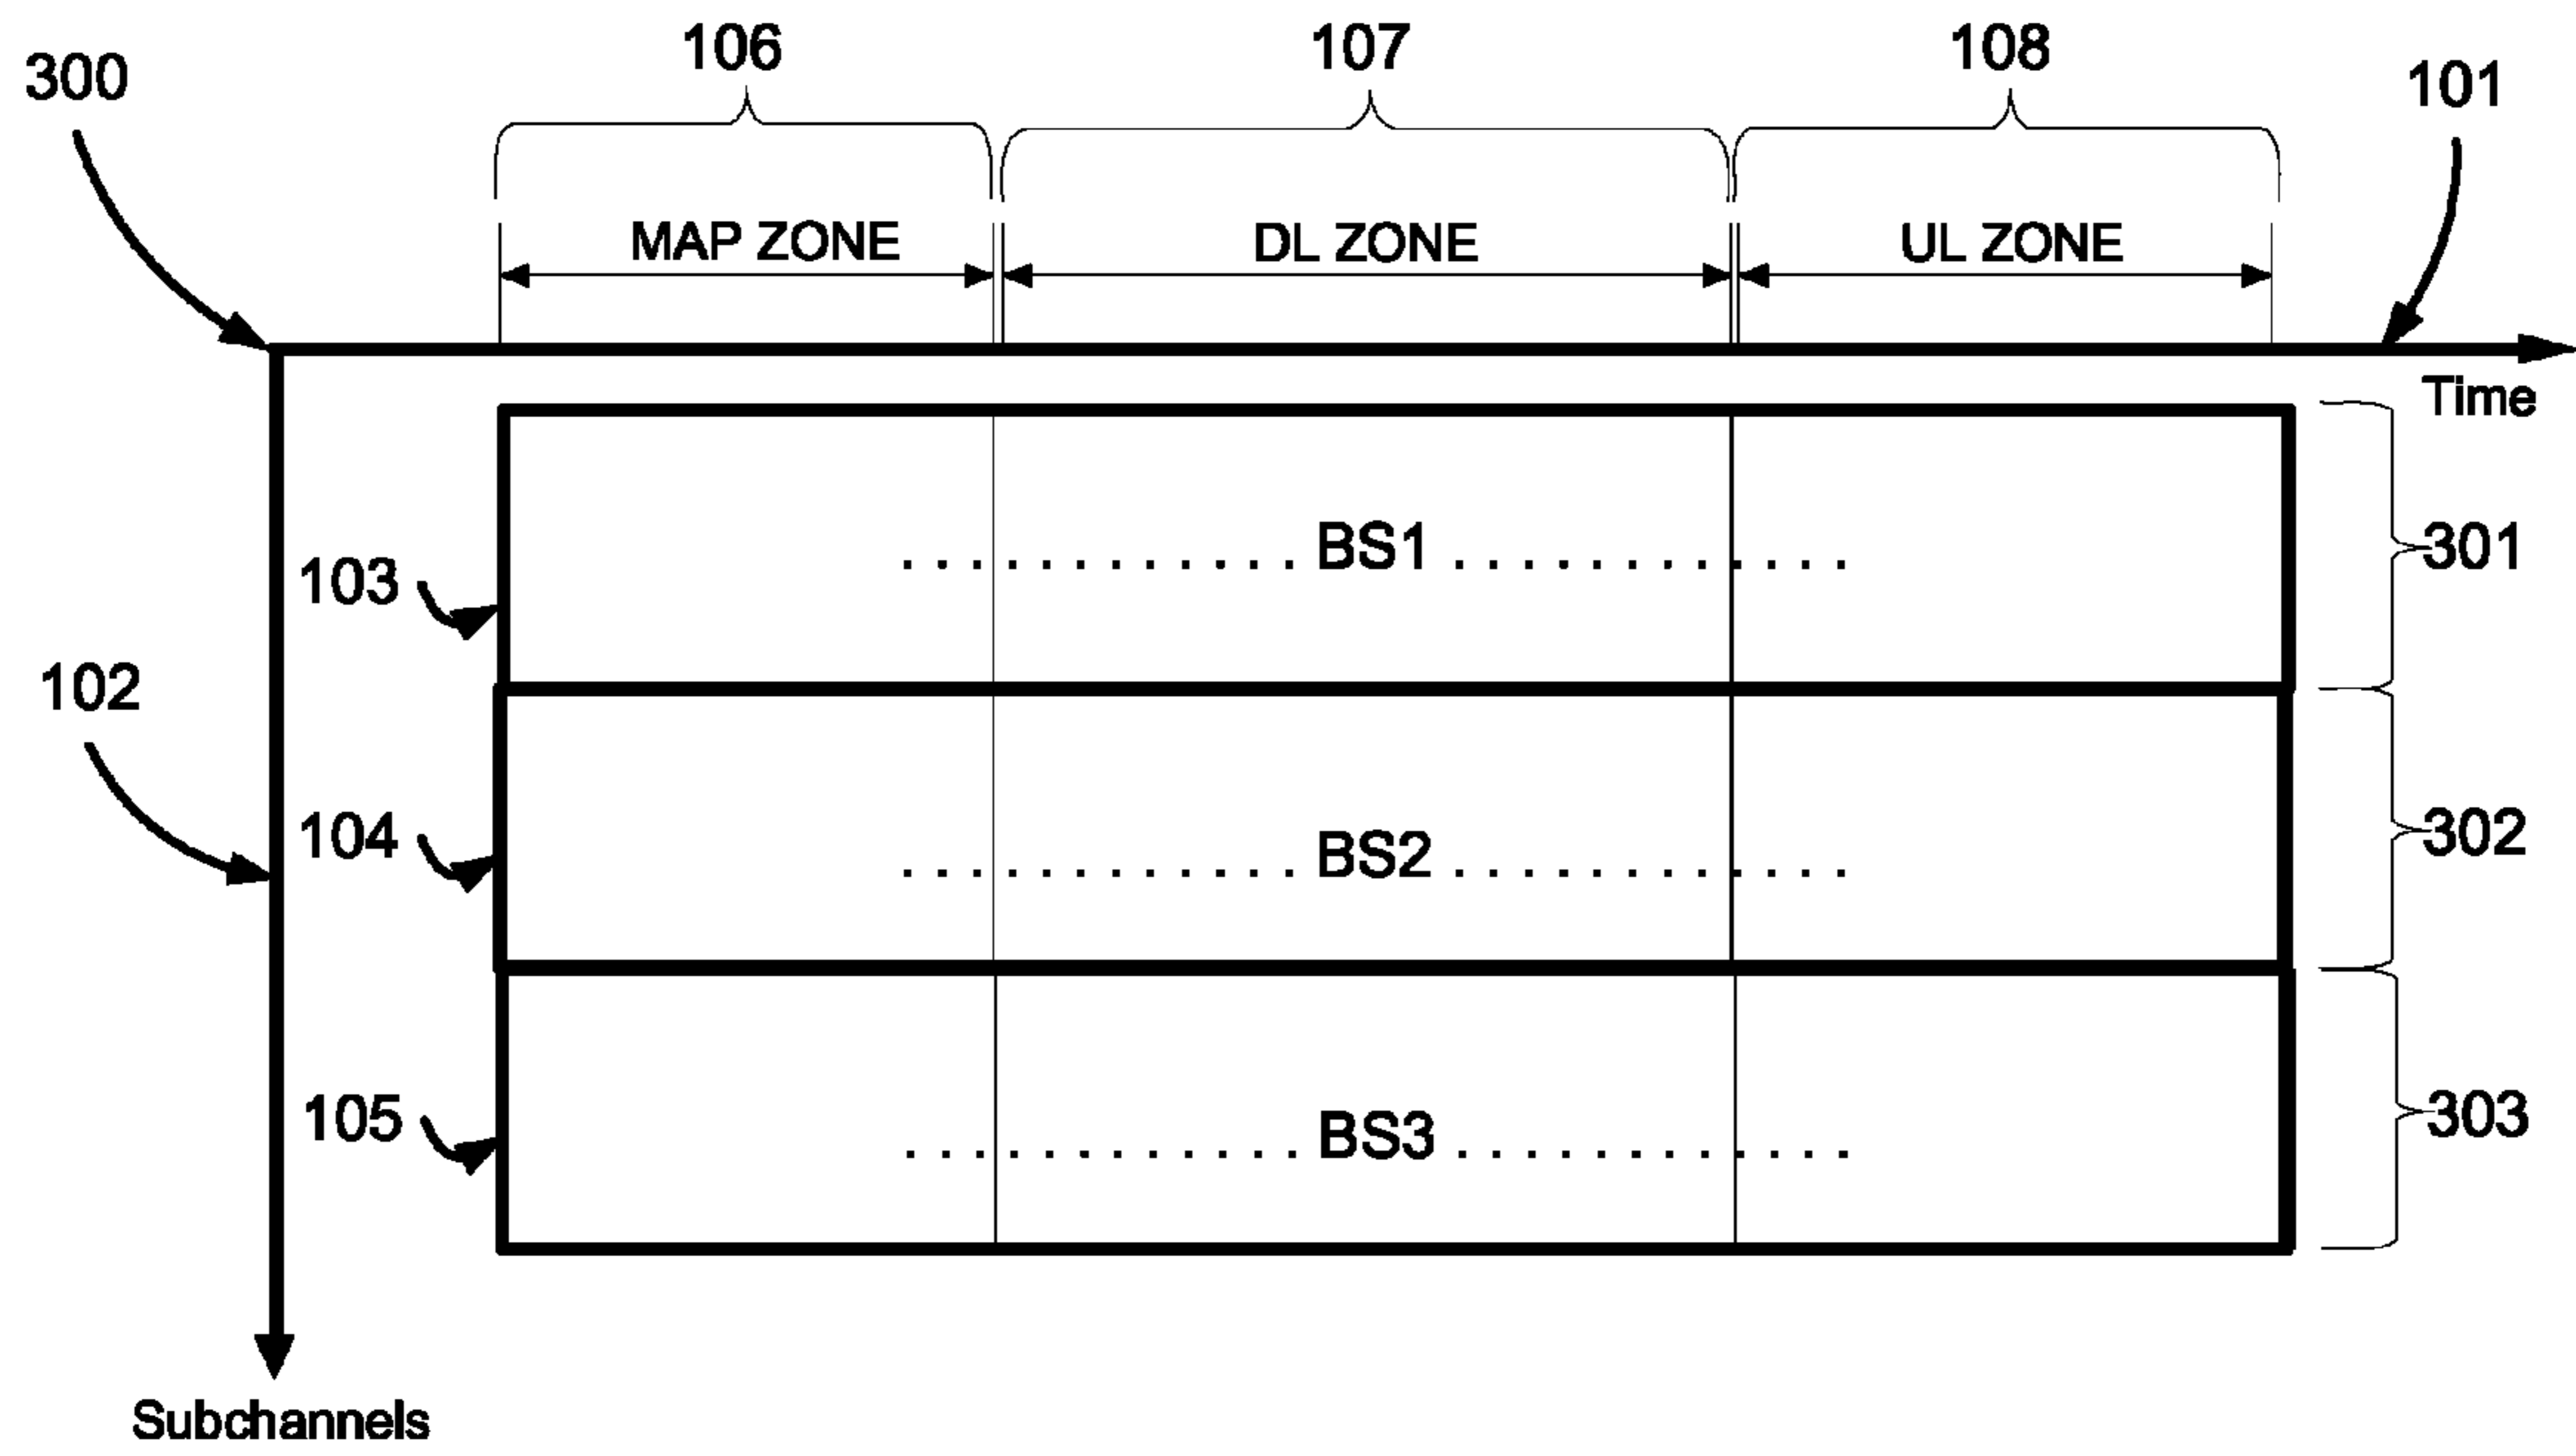 106 107 108
300 101
MAP ZONE DL ZONE UL ZONE
Time
............ BS1 ............
301
103
102
104
............ BS2 ............
302
105
............ BS3 ............
303
Subchannels